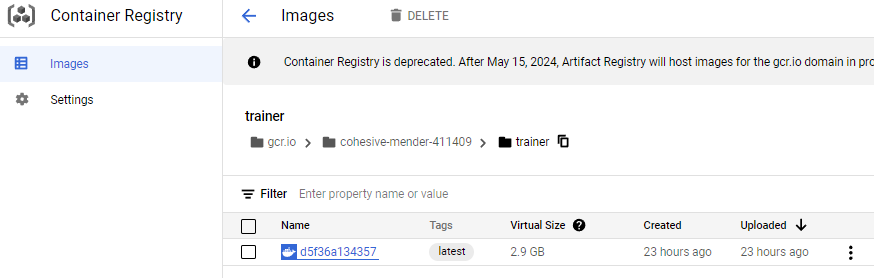 Container Registry
Images
DELETE
Images
Settings
Container Registry is deprecated. After May 15, 2024, Artifact Registry will host images for the gcr.io domain in pro
trainer
gcr.io > cohesive-mender-411409 > trainer
Filter Enter property name or value
Name Tags Virtual Size ? Created Uploaded
d5f36a134357 latest 2.9 GB 23 hours ago 23 hours ago